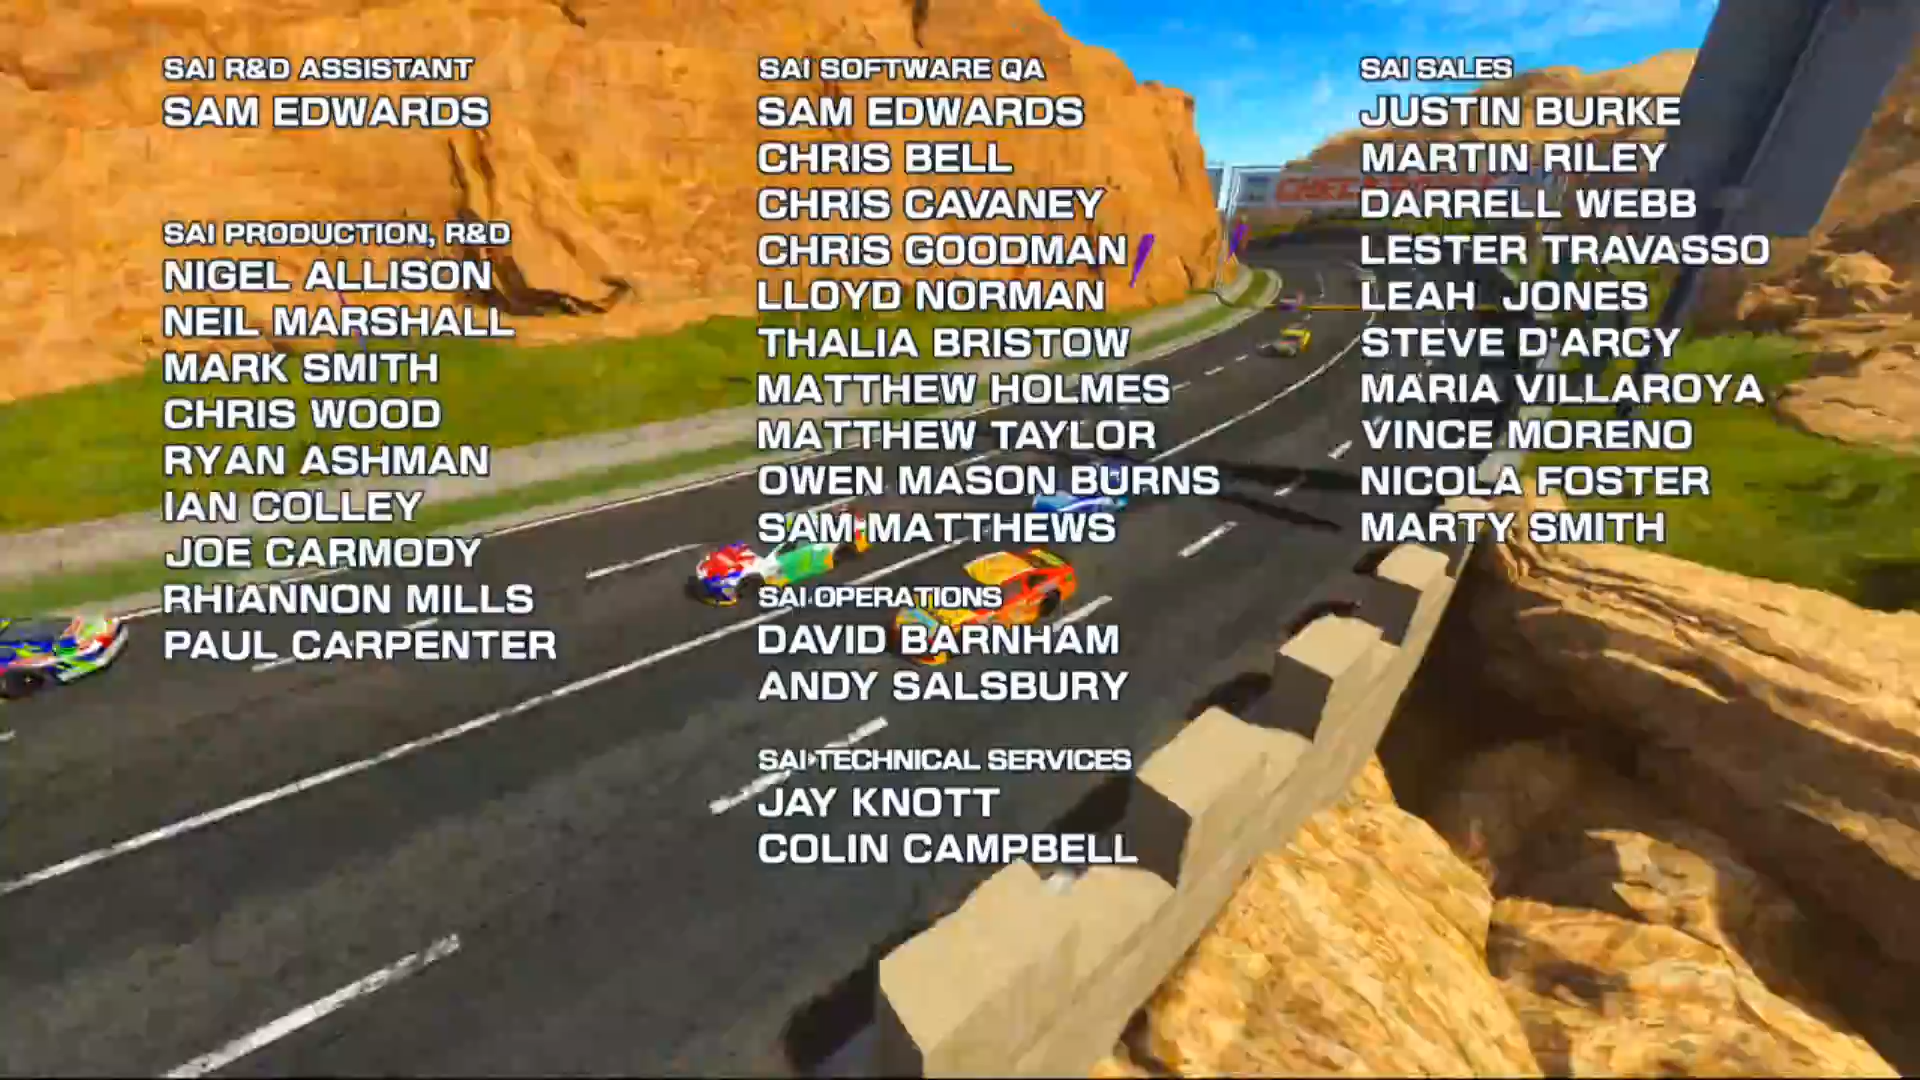 SAI R&D ASSISTANT
SAM EDWARDS
SAI PRODUCTION, R&D
NIGEL ALLISON
NEIL MARSHALL
MARK SMITH
CHRIS WOOD
RYAN ASHMAN
IAN COLLEY
JOE CARMODY
RHIANNON MILLS
PAUL CARPENTER
SAI SOFTWARE QA
SAM EDWARDS
CHRIS BELL
CHRIS CAVANEY
CHRIS GOODMAN
LLOYD NORMAN
THALIA BRISTOW
MATTHEW HOLMES
MATTHEW TAYLOR
OWEN MASON BURNS
SAM MATTHEWS
SAI OPERATIONS
DAVID BARNHAM
ANDY SALSBURY
SAI TECHNICAL SERVICES
JAY KNOTT
COLIN CAMPBELL
SAI SALES
JUSTIN BURKE
MARTIN RILEY
DARRELL WEBB
LESTER TRAVASSO
LEAH JONES
STEVE D'ARCY
MARIA VILLAROYA
VINCE MORENO
NICOLA FOSTER
MARTY SMITH